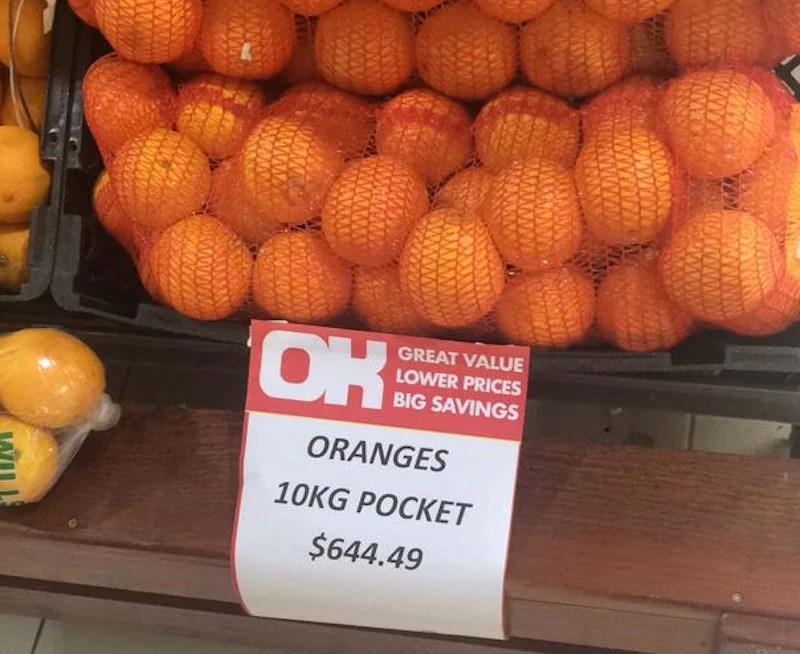 OK
GREAT VALUE
LOWER PRICES
BIG SAVINGS
ORANGES
10KG POCKET
$644.49